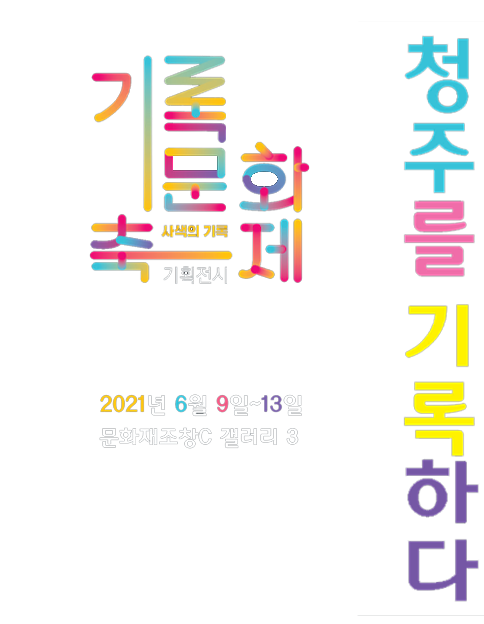 기록
문화
축제
사색의 기록
기획전시
2021년 6월 9일~13일
문화재조창C 갤러리 3
청주를 기록하다